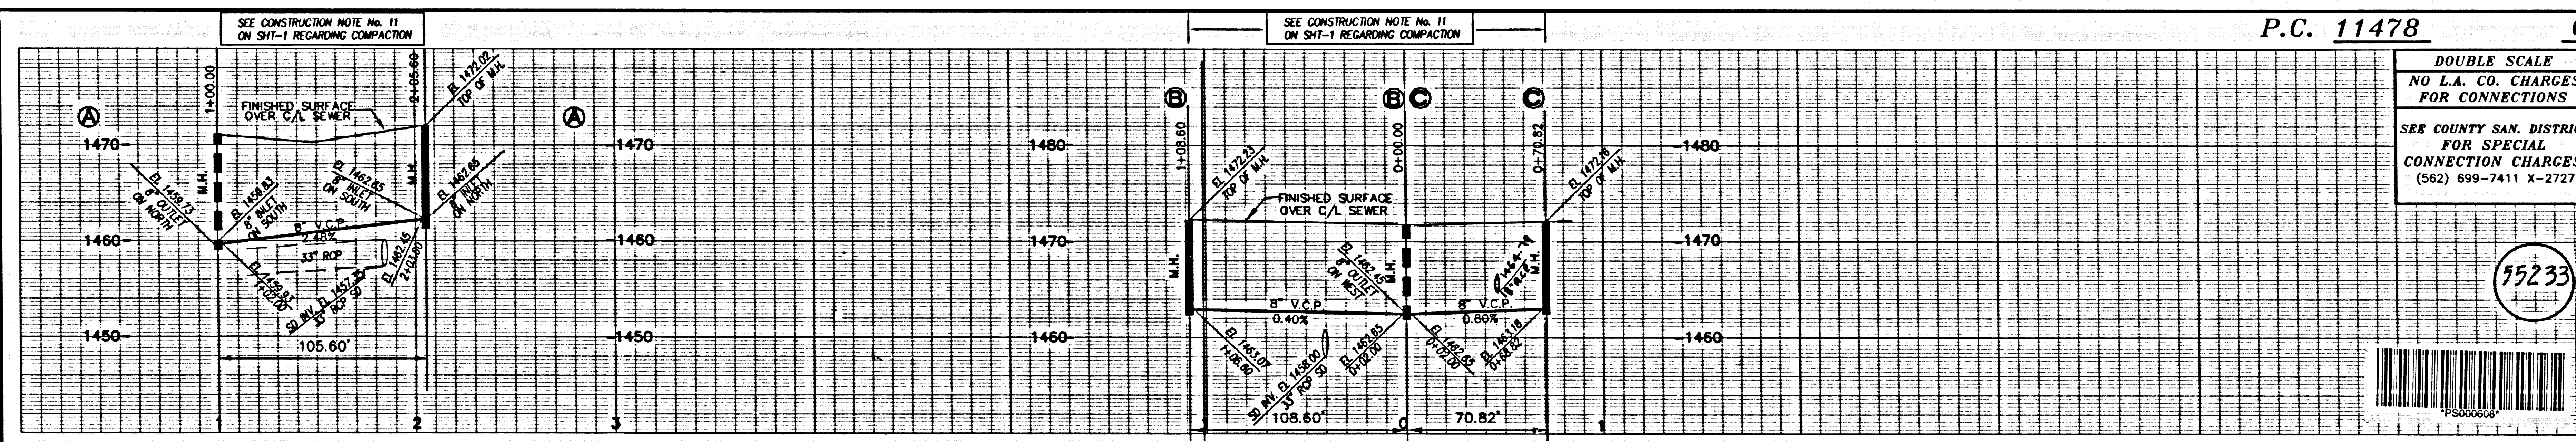 SEE CONSTRUCTION NOTE No. 11
ON SHT-1 REGARDING COMPACTION
SEE CONSTRUCTION NOTE No. 11
ON SHT-1 REGARDING COMPACTION
P.C. 11478
DOUBLE SCALE
NO L.A. CO. CHARGES
FOR CONNECTIONS
SEE COUNTY SAN. DISTRIC
FOR SPECIAL
CONNECTION CHARGES
(562) 699-7411 X-2727
55233
*PS000608*
A
1+00.00
FINISHED SURFACE
OVER C/L SEWER
2+05.60
EL 1472.02
TOP OF M.H.
A
1470
1470
M.H.
M.H.
EL 1459.73
8" OUTLET
ON NORTH
EL 1459.83
8" INLET
ON SOUTH
EL 1462.65
8" INLET
ON SOUTH
EL 1462.65
8" INLET
ON NORTH
8" V.C.P.
2.48%
1460
1460
33" RCP
EL 1459.93
1+02.00
SD INV. EL
33" RCP SD
EL 1462.45
2+03.60
1450
1450
105.60'
1
2
3
B
B
C
C
1+08.60
0+00.00
0+70.82
1480
1480
EL 1472.23
TOP OF M.H.
EL 1472.16
TOP OF M.H.
FINISHED SURFACE
OVER C/L SEWER
1470
1470
M.H.
M.H.
M.H.
EL 1462.45
8" OUTLET
ON WEST
8" V.C.P.
0.40%
8" V.C.P.
0.80%
1460
1460
EL 1463.07
1+06.60
SD INV. EL 1458.00
33" RCP SD
EL 1462.65
0+02.00
EL 1462.65
0+02.00
EL 1463.18
0+68.82
108.60'
70.82'
1
0
1